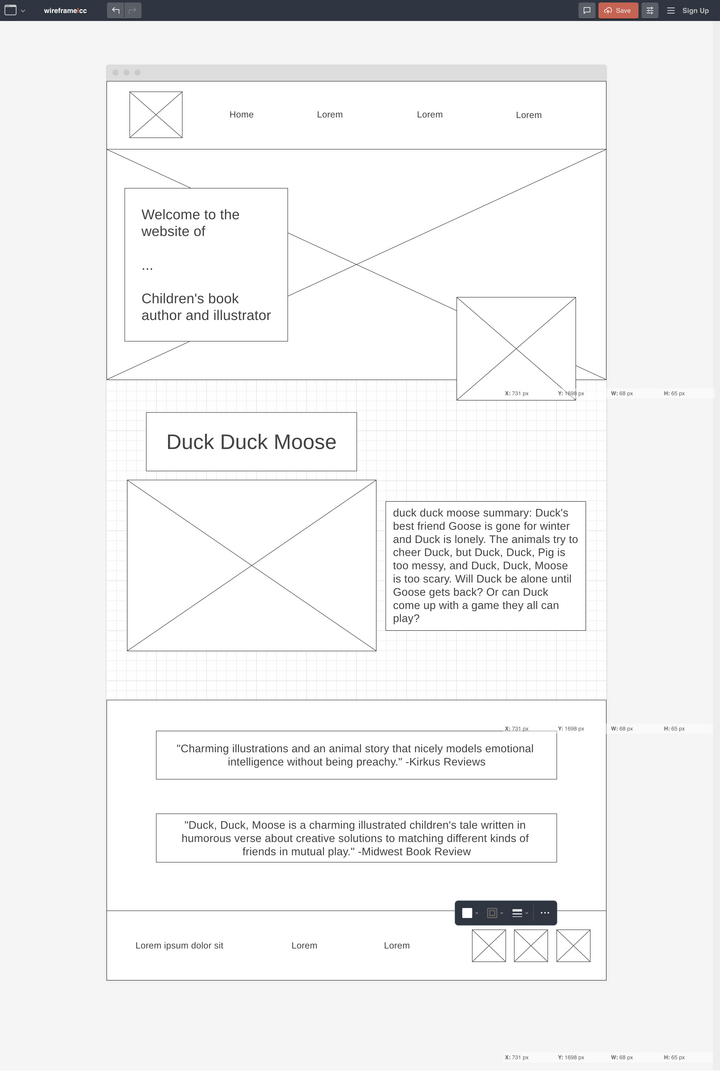 wireframe!cc
Save
Sign Up
Home
Lorem
Lorem
Lorem
Welcome to the
website of
...
Children's book
author and illustrator
X: 731 px Y: 1698 px W: 68 px H: 65 px
Duck Duck Moose
duck duck moose summary: Duck's
best friend Goose is gone for winter
and Duck is lonely. The animals try to
cheer Duck, but Duck, Duck, Pig is
too messy, and Duck, Duck, Moose
is too scary. Will Duck be alone until
Goose gets back? Or can Duck
come up with a game they all can
play?
X: 731 px Y: 1698 px W: 68 px H: 65 px
"Charming illustrations and an animal story that nicely models emotional
intelligence without being preachy." -Kirkus Reviews
"Duck, Duck, Moose is a charming illustrated children's tale written in
humorous verse about creative solutions to matching different kinds of
friends in mutual play." -Midwest Book Review
Lorem ipsum dolor sit
Lorem
Lorem
X: 731 px Y: 1698 px W: 68 px H: 65 px